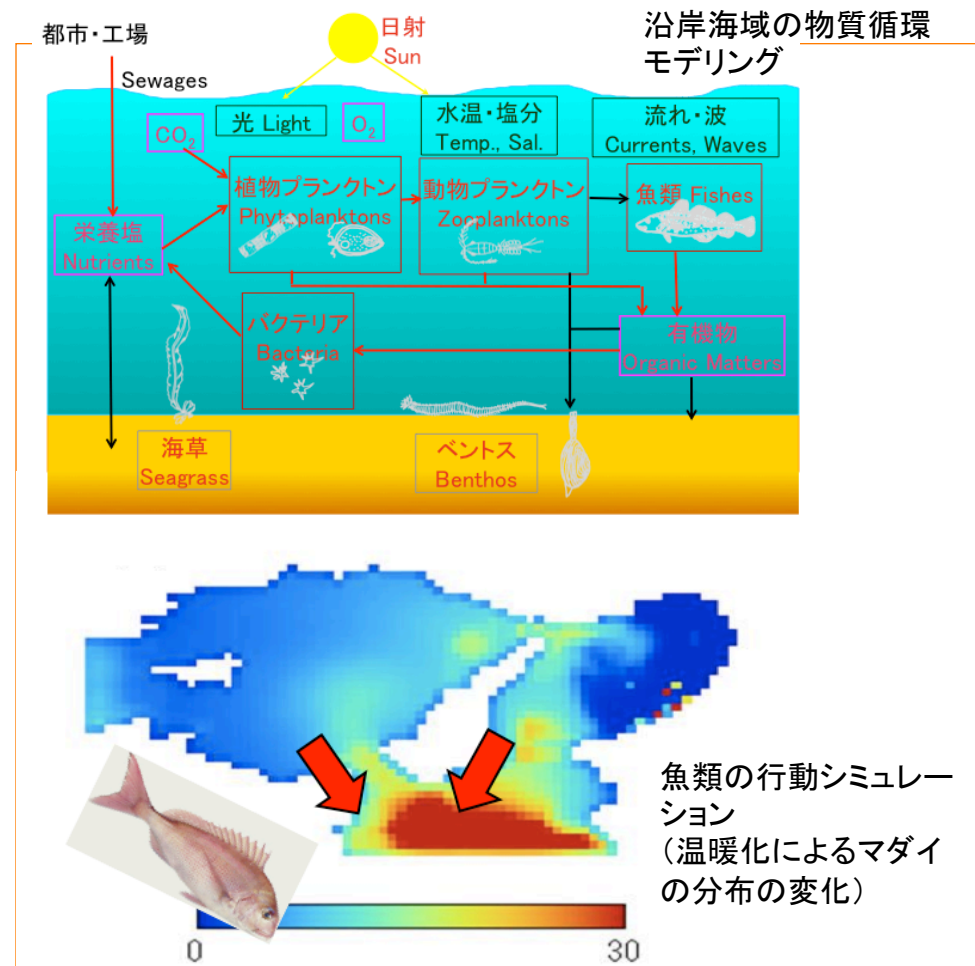 都市・工場
日射
Sun
沿岸海域の物質循環
モデリング
Sewages
CO₂
光 Light
O₂
水温・塩分
Temp., Sal.
流れ・波
Currents, Waves
植物プランクトン
Phytoplanktons
動物プランクトン
Zooplanktons
魚類 Fishes
栄養塩
Nutrients
バクテリア
Bacteria
有機物
Organic Matters
海草
Seagrass
ベントス
Benthos
魚類の行動シミュレー
ション
(温暖化によるマダイ
の分布の変化)
0
30